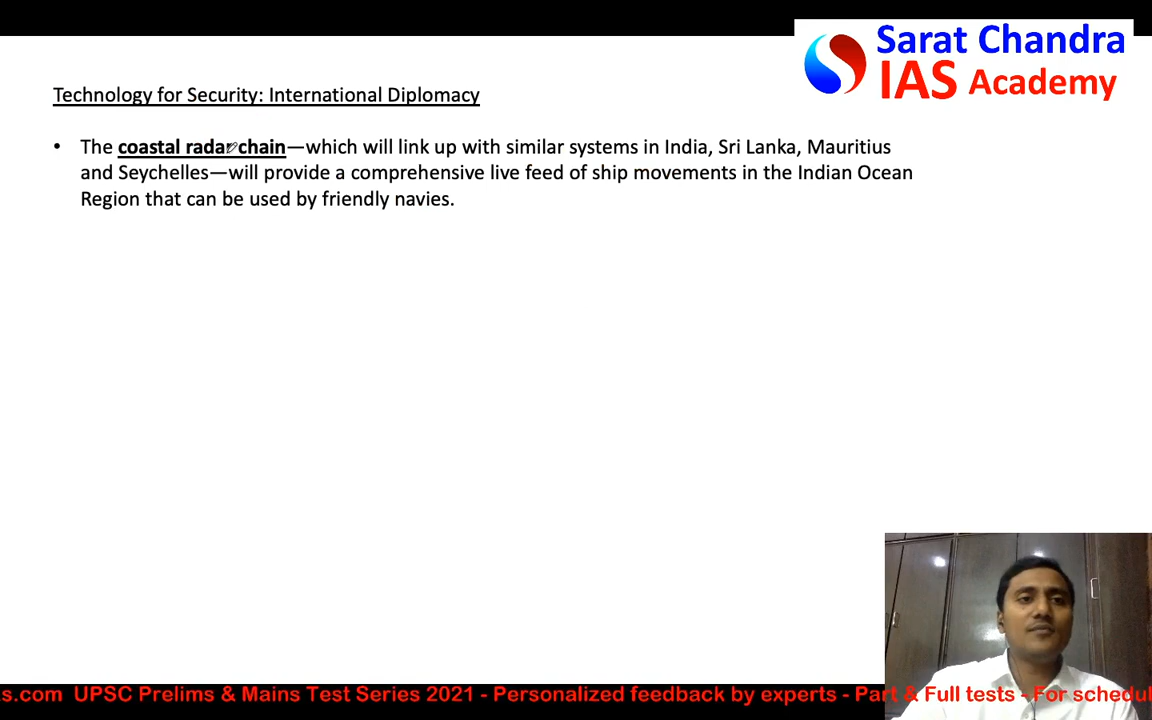 Sarat Chandra
IAS Academy
Technology for Security: International Diplomacy
• The coastal radar chain—which will link up with similar systems in India, Sri Lanka, Mauritius
and Seychelles—will provide a comprehensive live feed of ship movements in the Indian Ocean
Region that can be used by friendly navies.
s.com UPSC Prelims & Mains Test Series 2021 - Personalized feedback by experts - Part & Full tests - For schedul